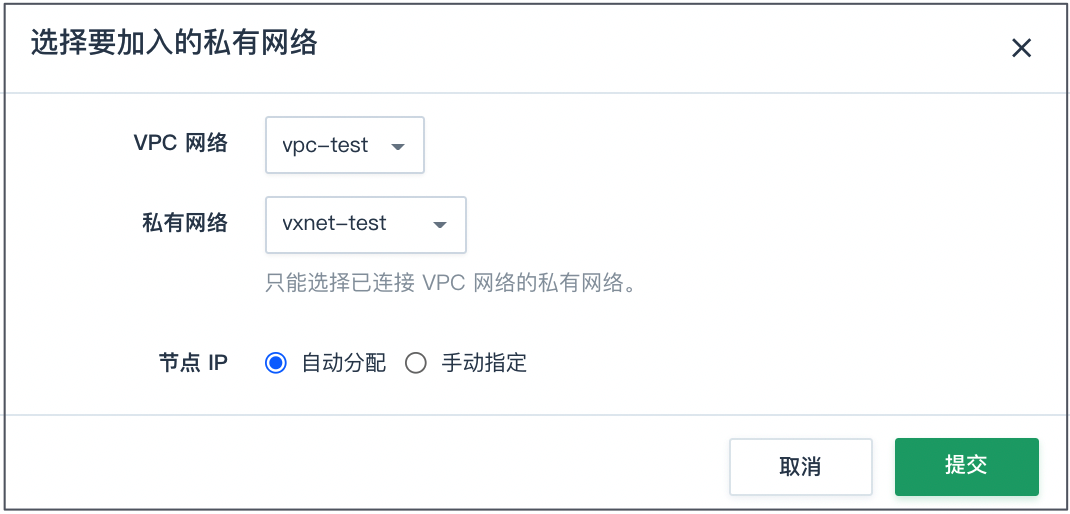 选择要加入的私有网络
VPC 网络 vpc-test
私有网络 vxnet-test
只能选择已连接 VPC 网络的私有网络。
节点 IP 自动分配 手动指定
取消 提交